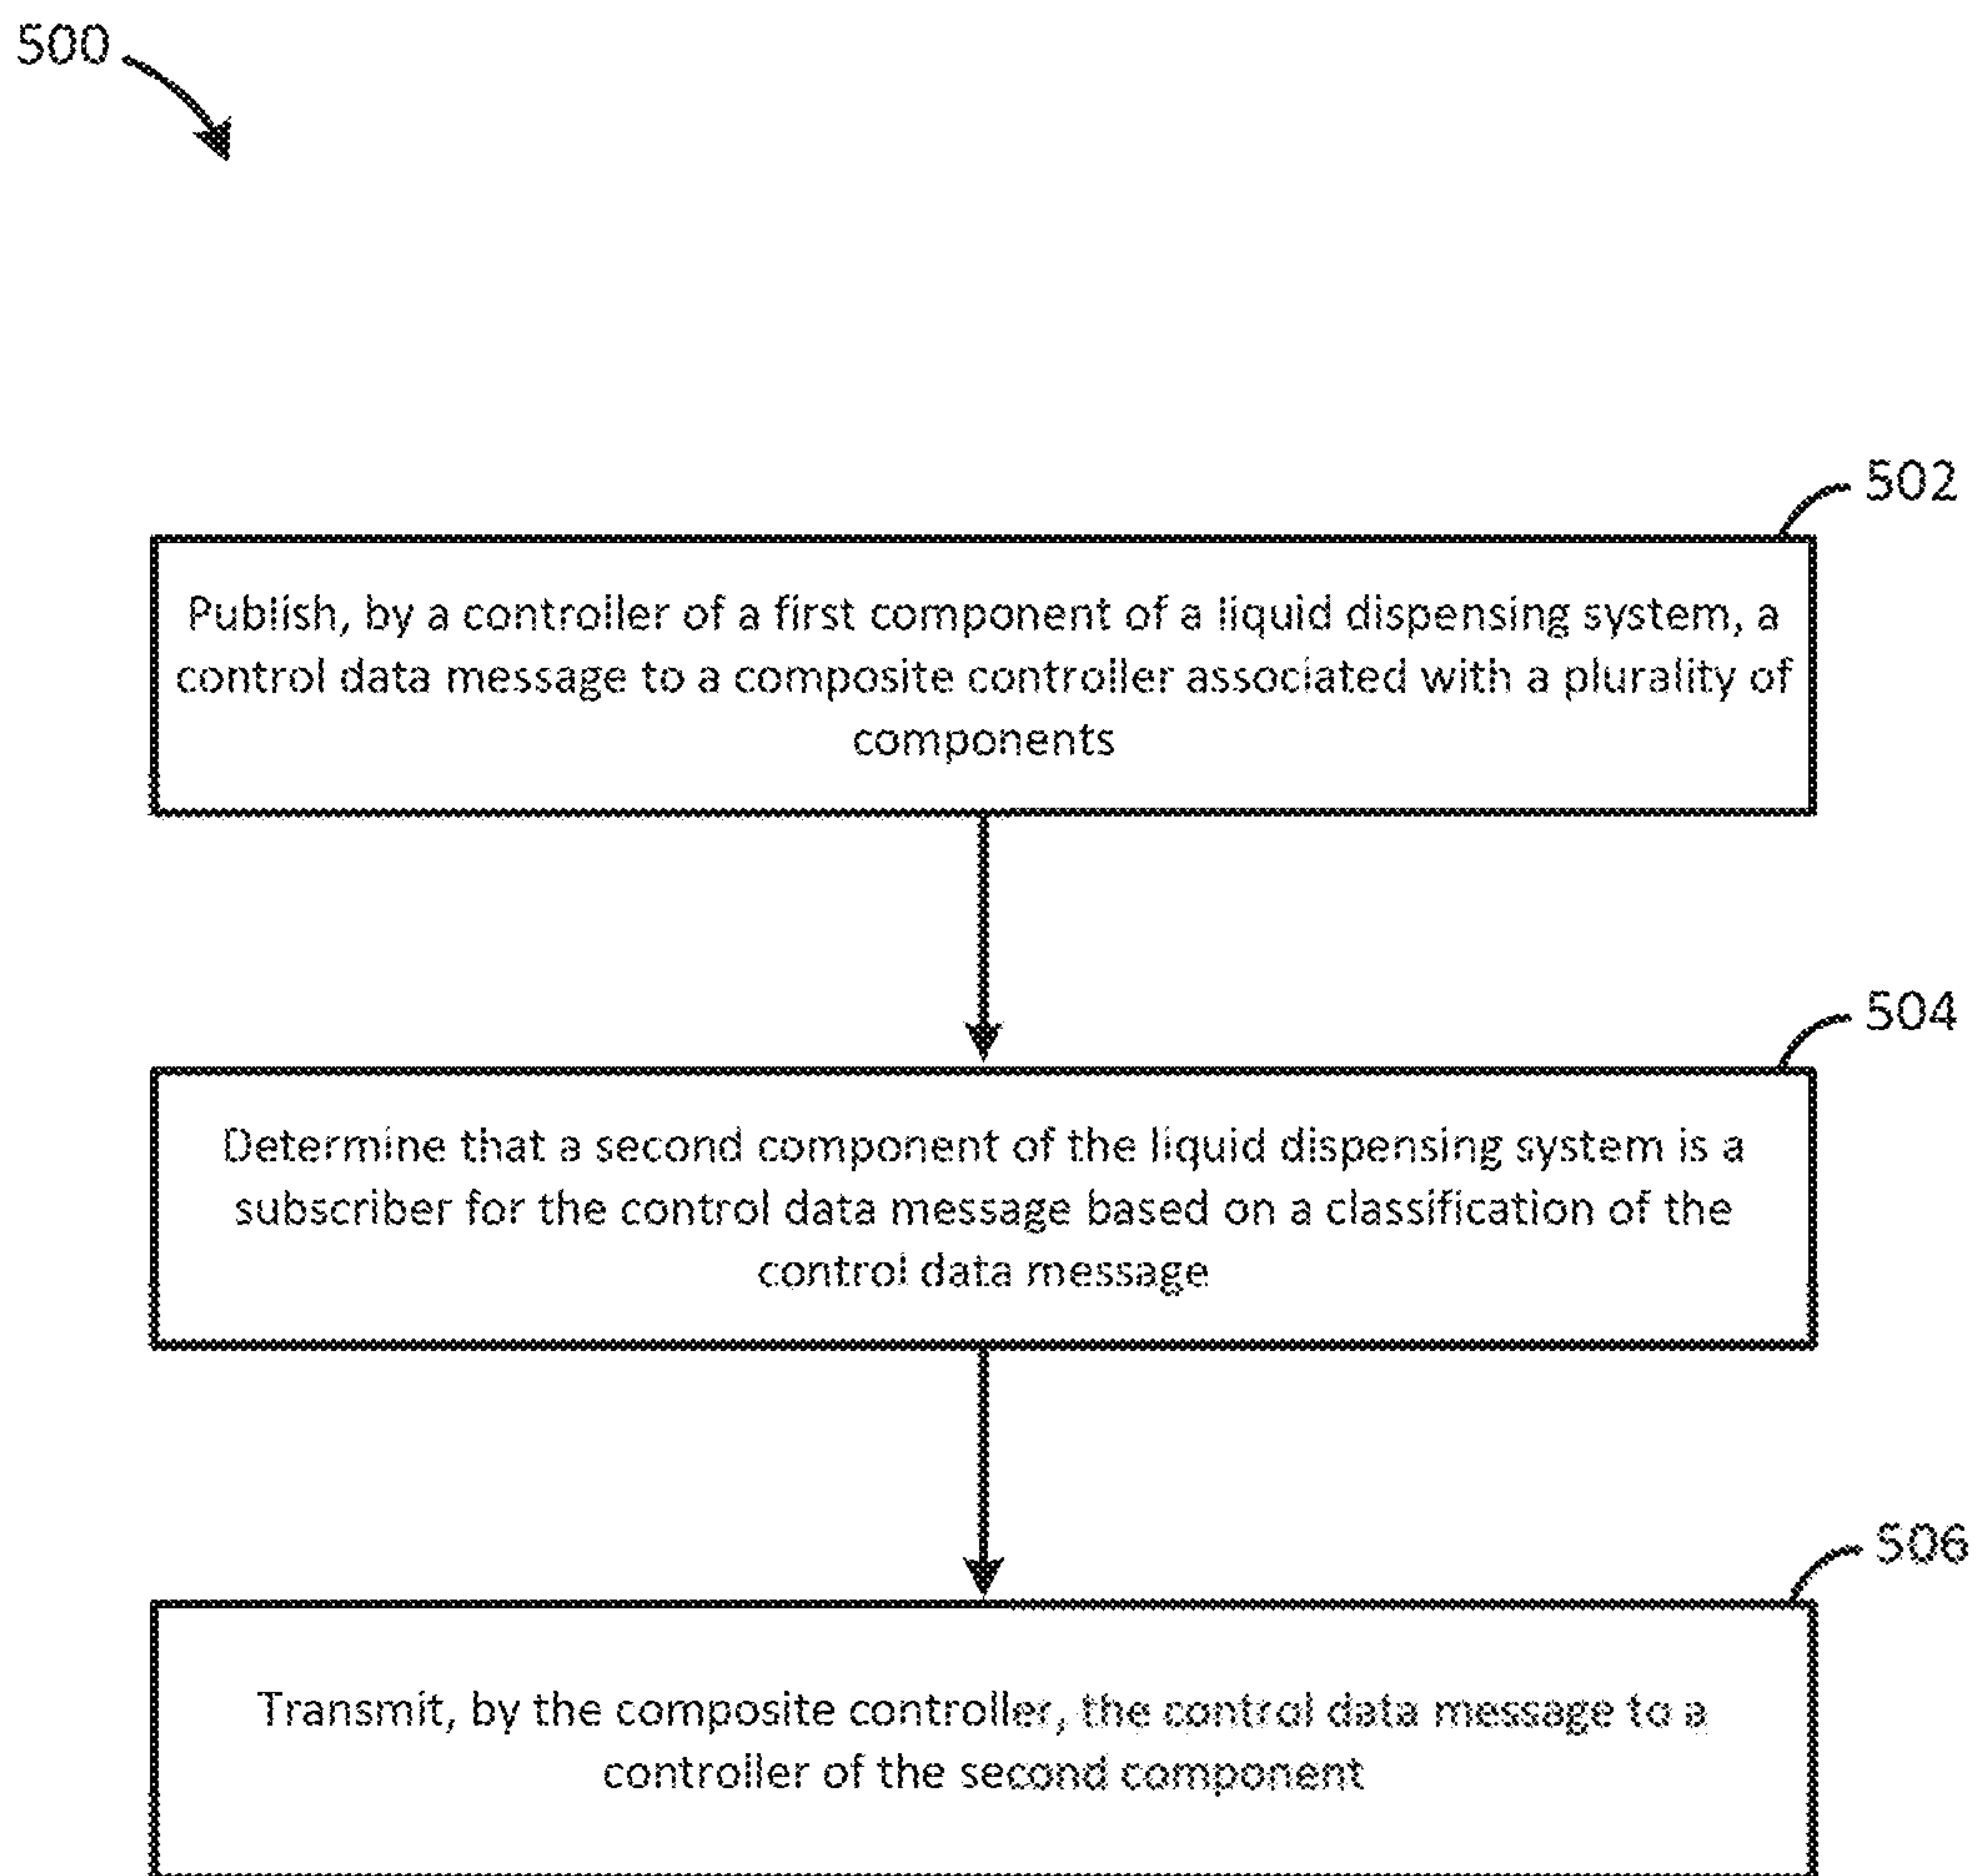 500
502
Publish, by a controller of a first component of a liquid dispensing system, a
control data message to a composite controller associated with a plurality of
components
504
Determine that a second component of the liquid dispensing system is a
subscriber for the control data message based on a classification of the
control data message
506
Transmit, by the composite controller, the control data message to a
controller of the second component